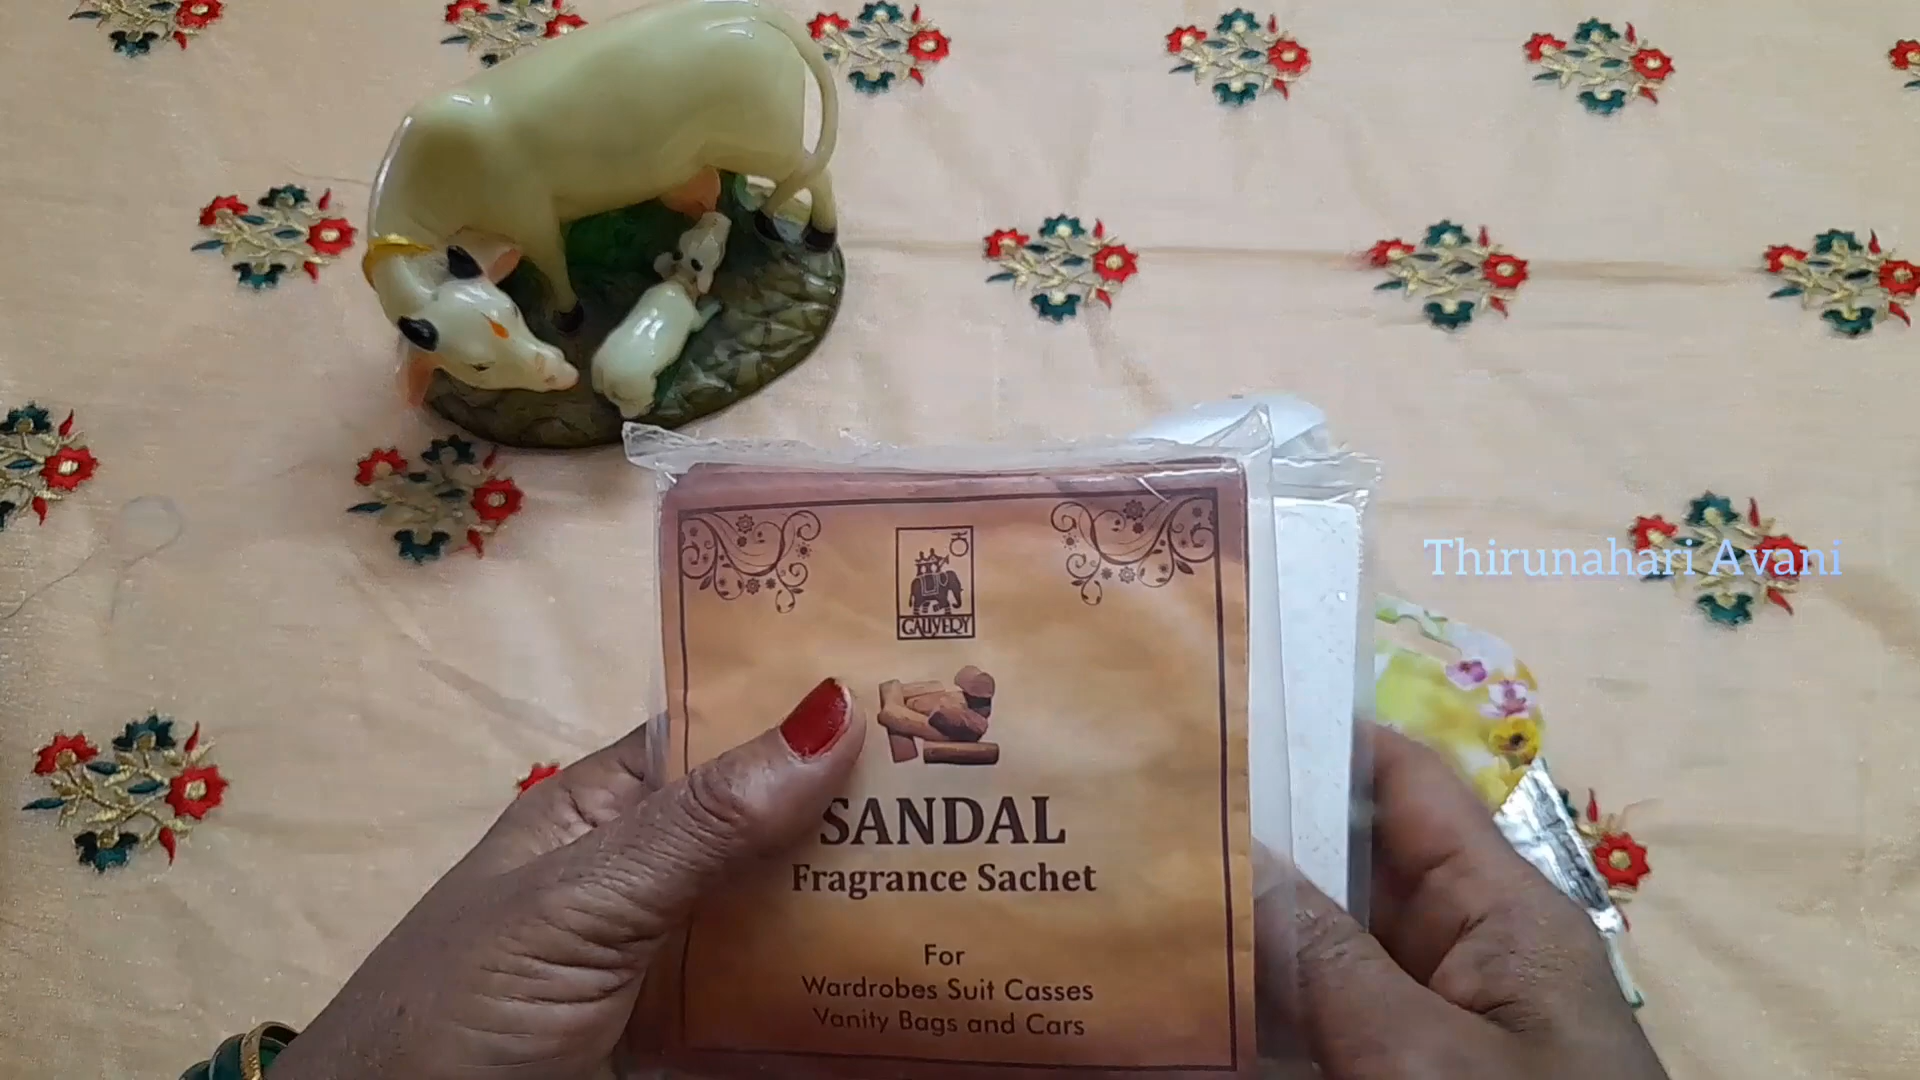 CAUVERY
Thirunahari Avani
SANDAL
Fragrance Sachet
For
Wardrobes Suit Casses
Vanity Bags and Cars